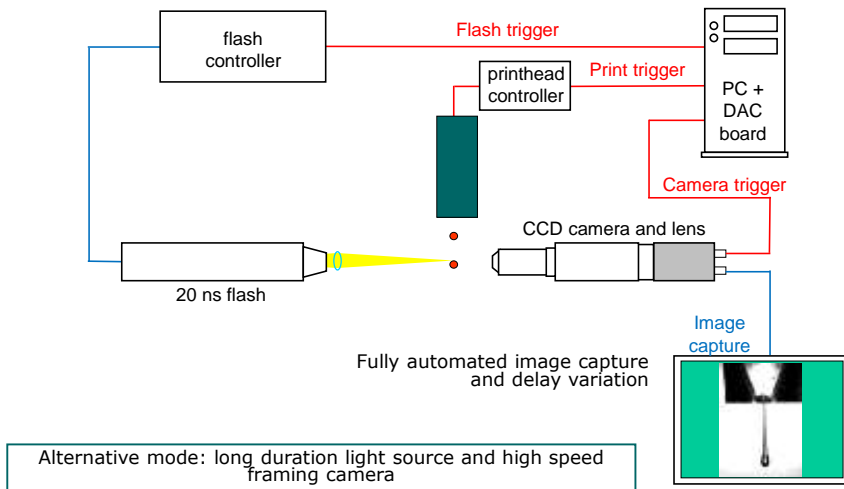 flash
controller
Flash trigger
printhead
controller
Print trigger
PC +
DAC
board
Camera trigger
CCD camera and lens
20 ns flash
Image
capture
Fully automated image capture
and delay variation
Alternative mode: long duration light source and high speed
framing camera